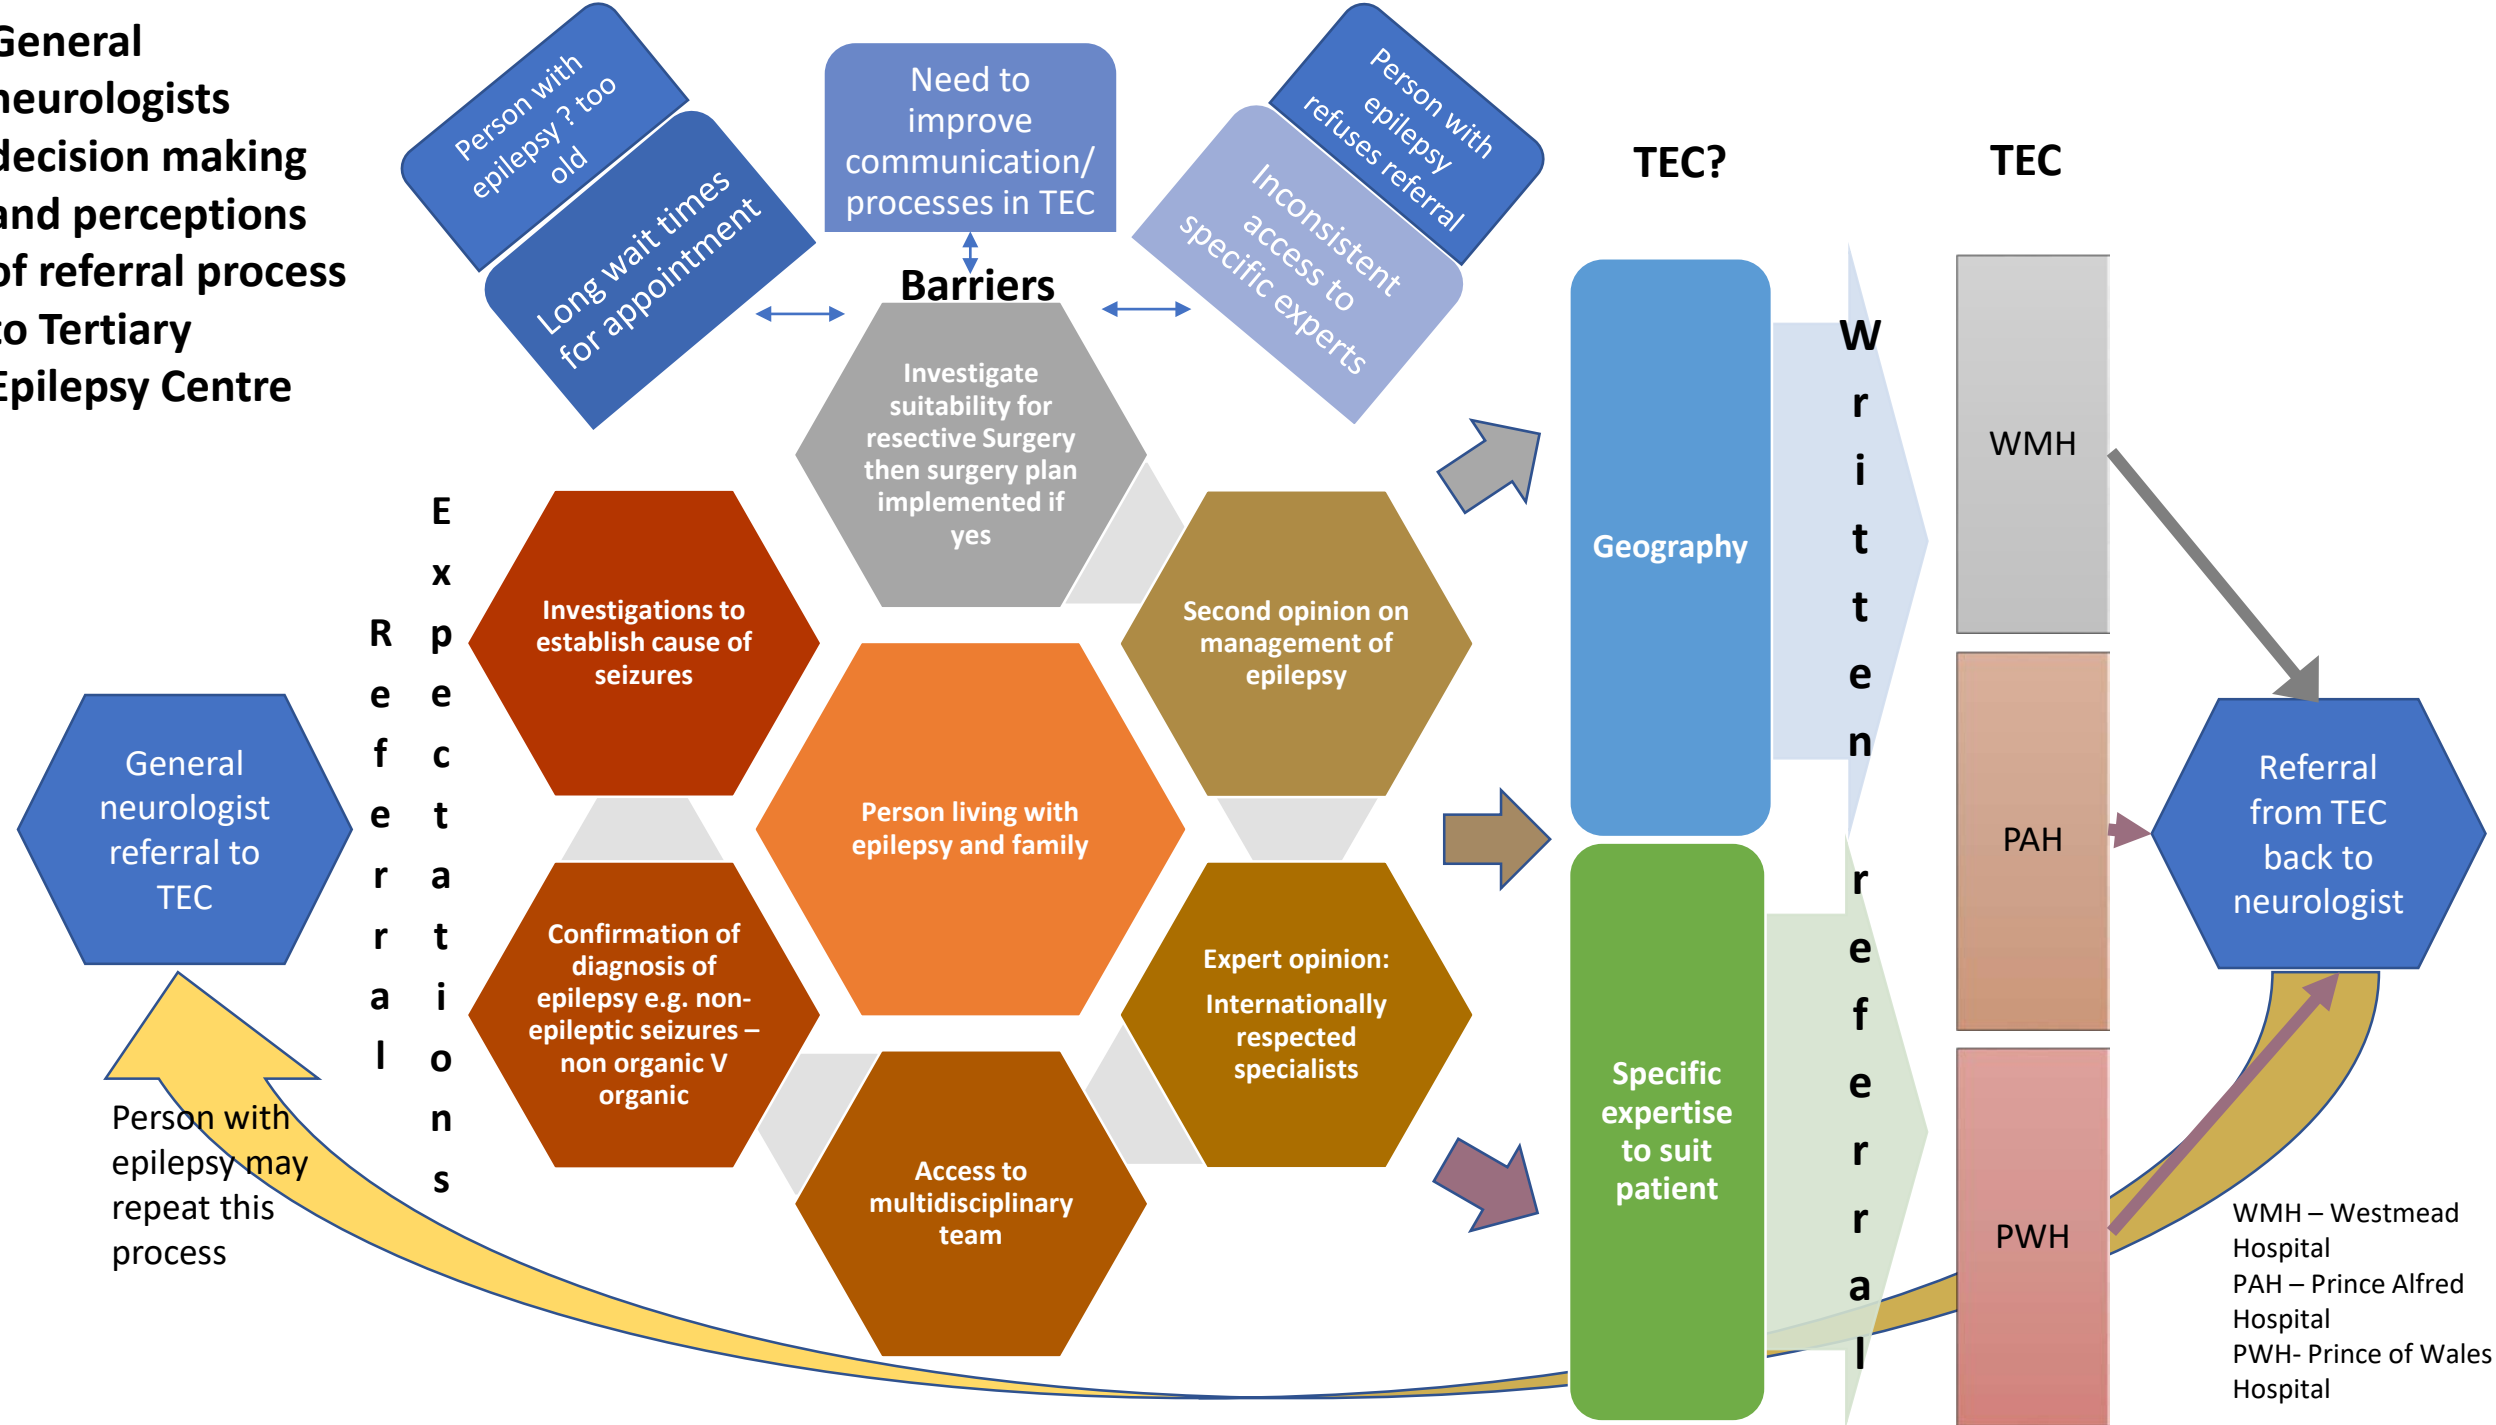 General
neurologists
decision making
and perceptions
of referral process
to Tertiary
Epilepsy Centre
Person with
epilepsy ? too
old
Long wait times
for appointment
Need to
improve
communication/
processes in TEC
Person with
epilepsy
refuses referral
Inconsistent
access to
specific experts
Barriers
TEC?
TEC
Investigate
suitability for
resective Surgery
then surgery plan
implemented if
yes
Investigations to
establish cause of
seizures
Second opinion on
management of
epilepsy
Person living with
epilepsy and family
Confirmation of
diagnosis of
epilepsy e.g. non-
epileptic seizures –
non organic V
organic
Expert opinion:
Internationally
respected
specialists
Access to
multidisciplinary
team
General
neurologist
referral to
TEC
Referral
Expectations
Person with
epilepsy may
repeat this
process
Geography
Specific
expertise
to suit
patient
Written referral
WMH
PAH
PWH
Referral
from TEC
back to
neurologist
WMH – Westmead
Hospital
PAH – Prince Alfred
Hospital
PWH- Prince of Wales
Hospital